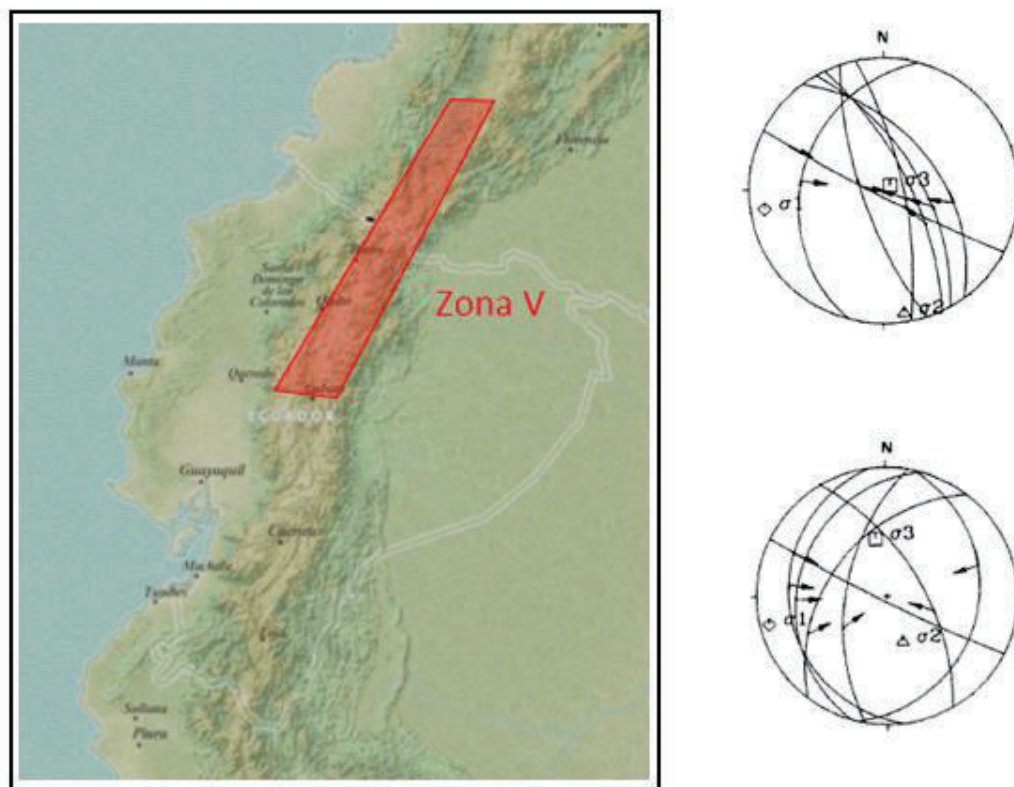 Florencia
Santo
Domingo
de los
Colorados
Quito
Zona V
Manta
Quevedo
ECUADOR
Guayaquil
Cuenca
Machala
Tumbes
Loja
Sullana
Piura
N
σ1
σ3
σ2
N
σ3
σ1
σ2